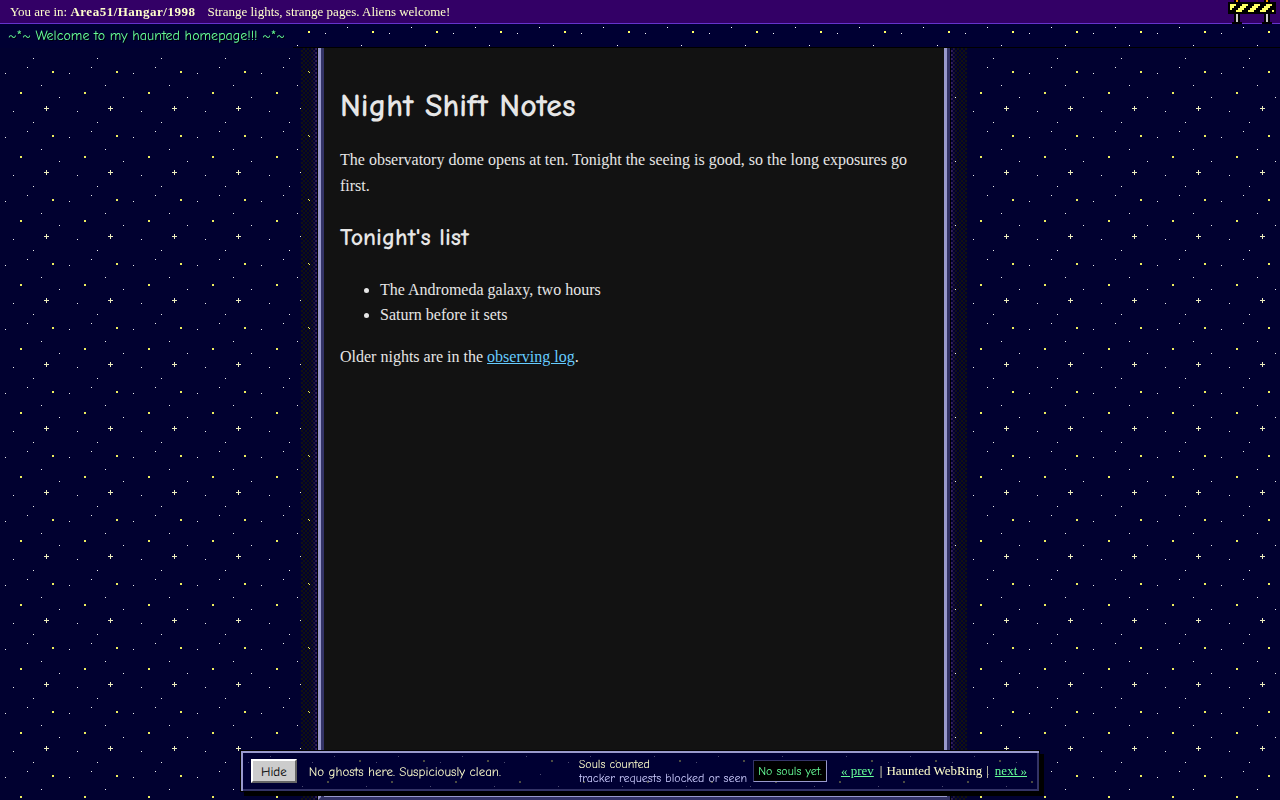 You are in: Area51/Hangar/1998 Strange lights, strange pages. Aliens welcome!
~*~ Welcome to my haunted homepage!!! ~*~
Night Shift Notes
The observatory dome opens at ten. Tonight the seeing is good, so the long exposures go
first.
Tonight's list
• The Andromeda galaxy, two hours
• Saturn before it sets
Older nights are in the observing log.
Hide
No ghosts here. Suspiciously clean.
Souls counted
tracker requests blocked or seen
No souls yet.
« prev | Haunted WebRing | next »